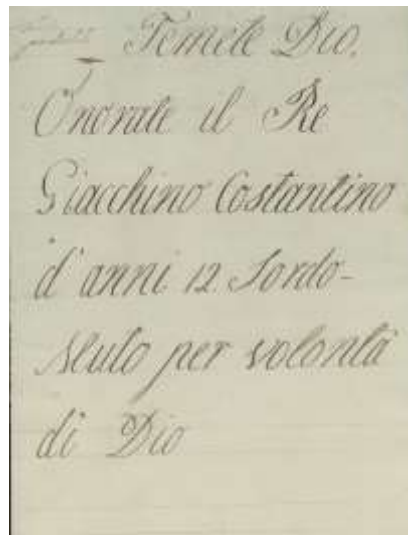 Temete Dio.
Onorate il Re
Giacchino Costantino
d'anni 12. Sordo-
Muto per volontà
di Dio